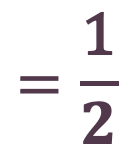 = 1/2